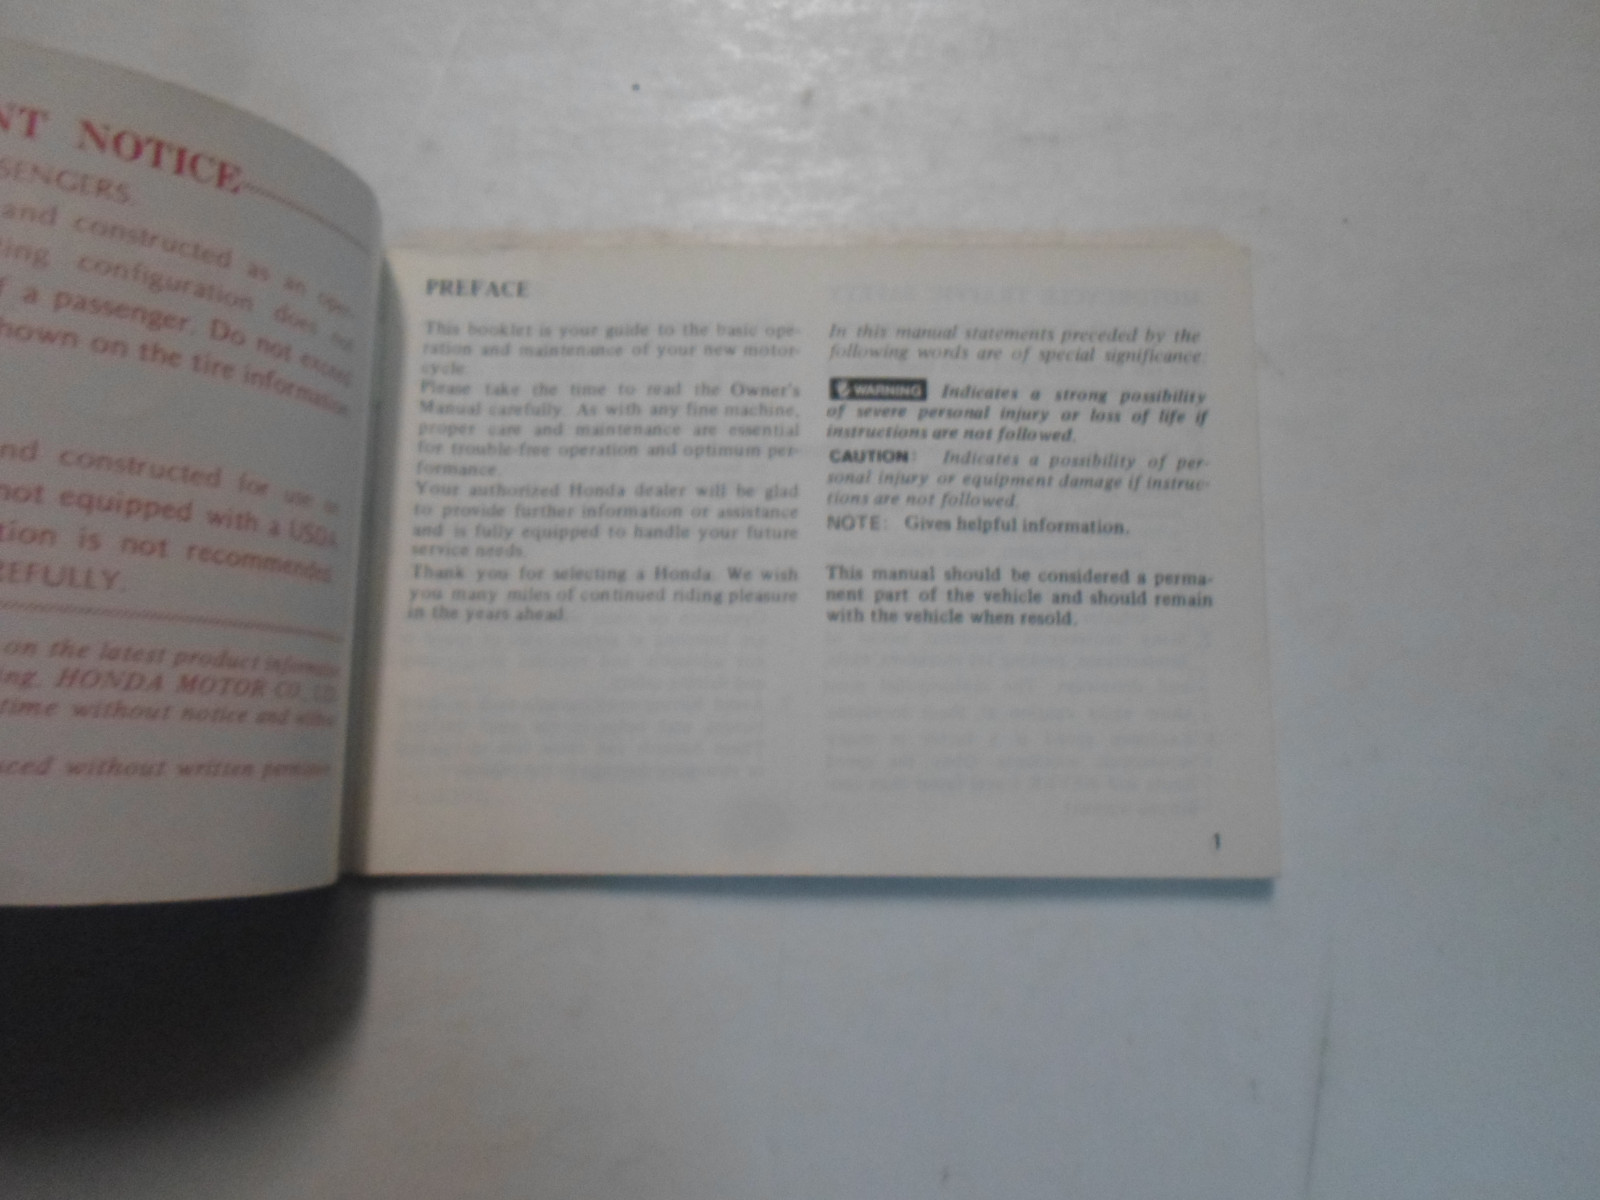 NT NOTICE
SENGERS.
and constructed as an oper-
ting configuration does not
f a passenger. Do not exceed
hown on the tire information
nd constructed for use
not equipped with a USDA
tion is not recommended.
REFULLY.
on the latest product information
ng. HONDA MOTOR CO., LTD.
time without notice and without
ced without written permission.
PREFACE
This booklet is your guide to the basic ope-
ration and maintenance of your new motor-
cycle.
Please take the time to read the Owner's
Manual carefully. As with any fine machine,
proper care and maintenance are essential
for trouble-free operation and optimum per-
formance.
Your authorized Honda dealer will be glad
to provide further information or assistance
and is fully equipped to handle your future
service needs.
Thank you for selecting a Honda. We wish
you many miles of continued riding pleasure
in the years ahead.
In this manual statements preceded by the
following words are of special significance:
WARNING Indicates a strong possibility
of severe personal injury or loss of life if
instructions are not followed.
CAUTION: Indicates a possibility of per-
sonal injury or equipment damage if instruc-
tions are not followed.
NOTE: Gives helpful information.
This manual should be considered a perma-
nent part of the vehicle and should remain
with the vehicle when resold.
1